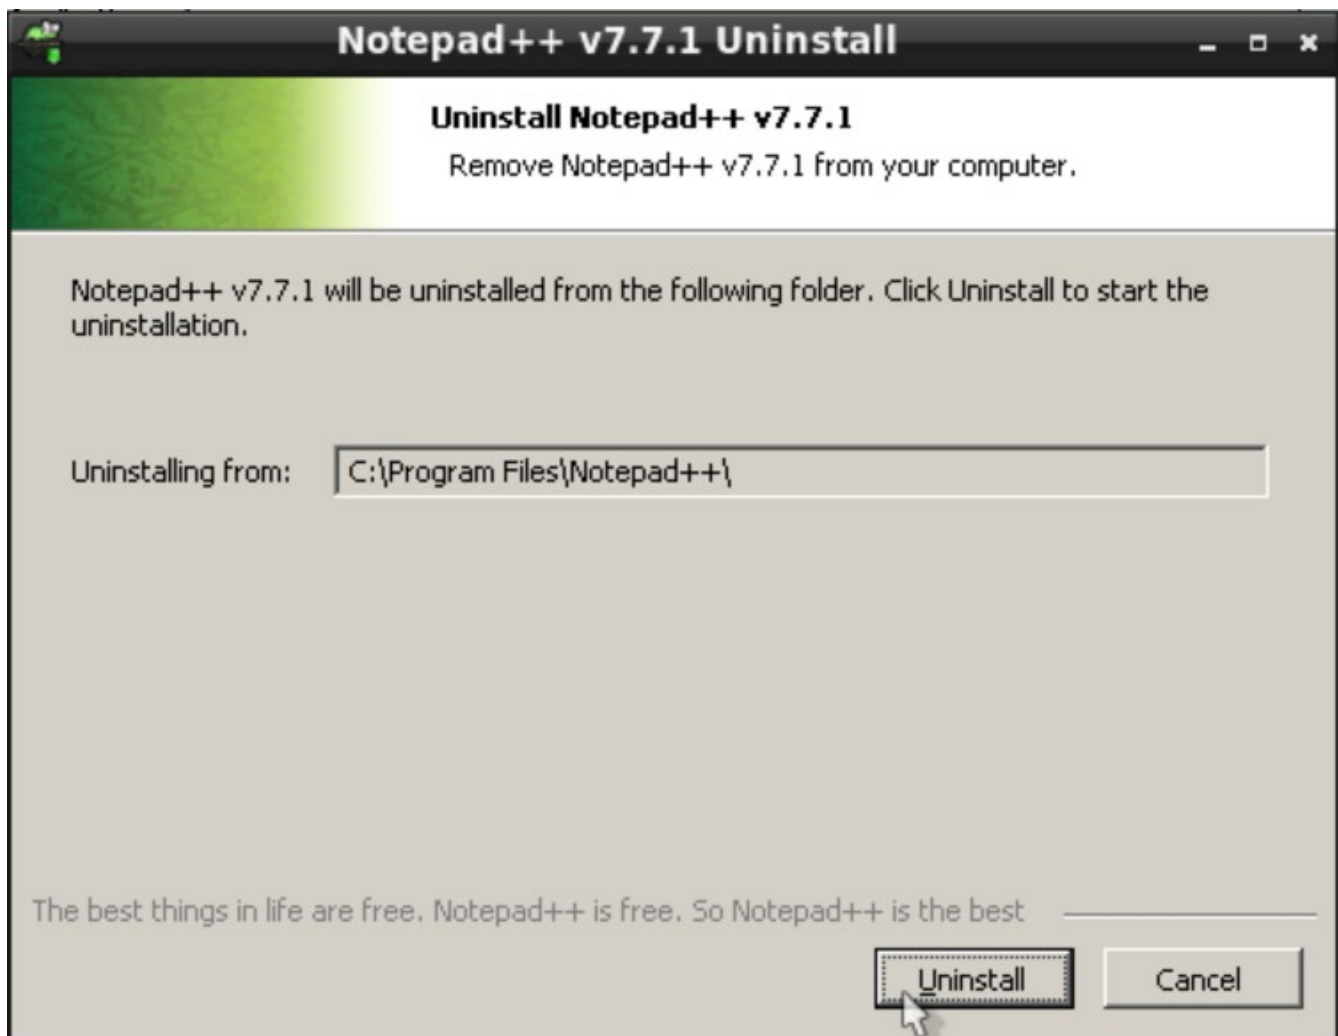 Notepad++ v7.7.1 Uninstall
Uninstall Notepad++ v7.7.1
Remove Notepad++ v7.7.1 from your computer.
Notepad++ v7.7.1 will be uninstalled from the following folder. Click Uninstall to start the
uninstallation.
Uninstalling from: C:\Program Files\Notepad++\
The best things in life are free. Notepad++ is free. So Notepad++ is the best
Uninstall Cancel